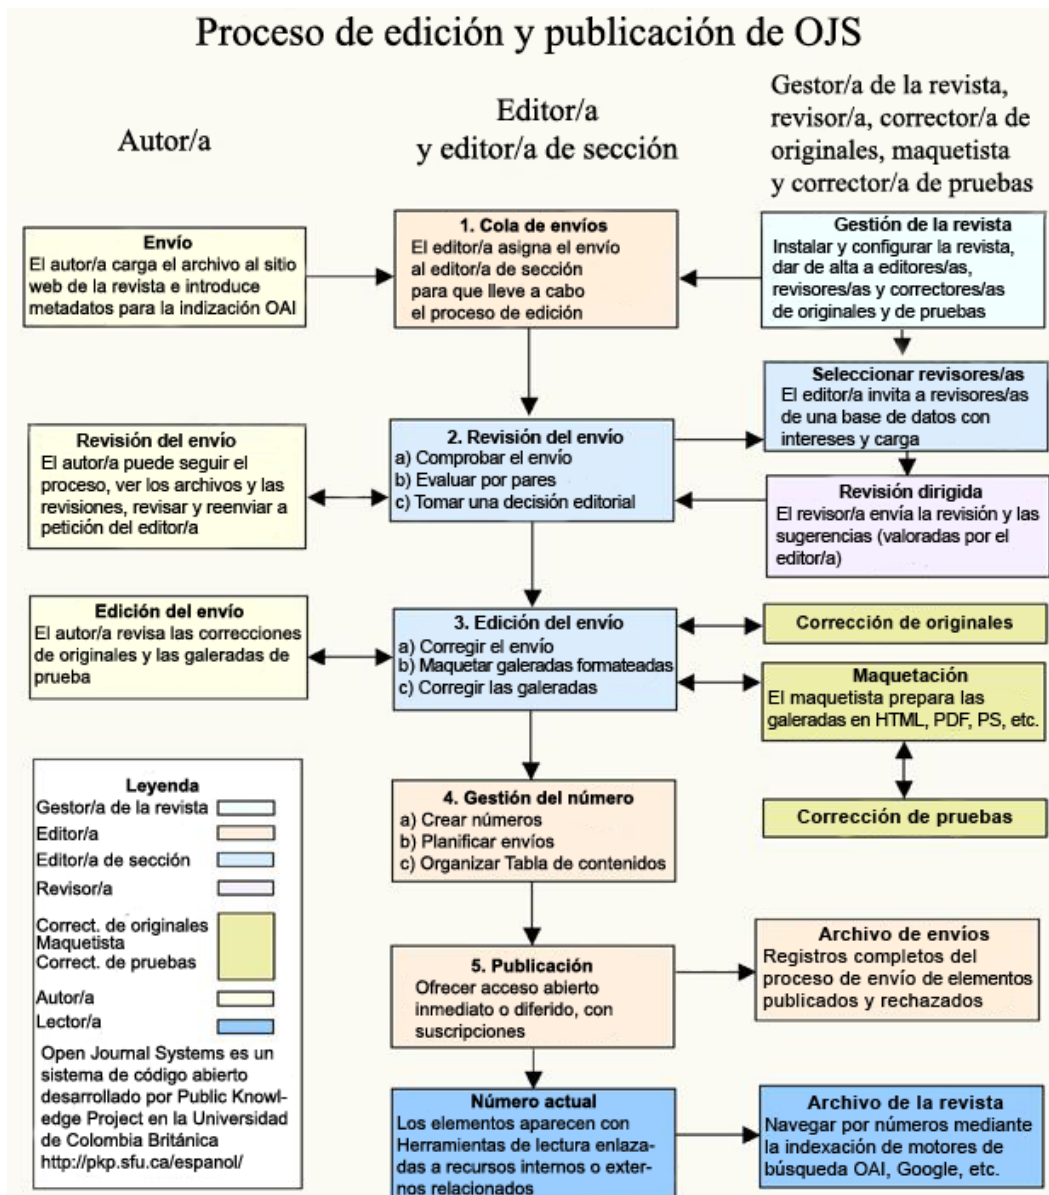 Proceso de edición y publicación de OJS
Autor/a
Editor/a
y editor/a de sección
Gestor/a de la revista,
revisor/a, corrector/a de
originales, maquetista
y corrector/a de pruebas
Envío
El autor/a carga el archivo al sitio
web de la revista e introduce
metadatos para la indización OAI
1. Cola de envíos
El editor/a asigna el envío
al editor/a de sección
para que lleve a cabo
el proceso de edición
Gestión de la revista
Instalar y configurar la revista,
dar de alta a editores/as,
revisores/as y correctores/as
de originales y de pruebas
Seleccionar revisores/as
El editor/a invita a revisores/as
de una base de datos con
intereses y carga
Revisión del envío
El autor/a puede seguir el
proceso, ver los archivos y las
revisiones, revisar y reenviar a
petición del editor/a
2. Revisión del envío
a) Comprobar el envío
b) Evaluar por pares
c) Tomar una decisión editorial
Revisión dirigida
El revisor/a envía la revisión y las
sugerencias (valoradas por el
editor/a)
Edición del envío
El autor/a revisa las correcciones
de originales y las galeradas de
prueba
3. Edición del envío
a) Corregir el envío
b) Maquetar galeradas formateadas
c) Corregir las galeradas
Corrección de originales
Maquetación
El maquetista prepara las
galeradas en HTML, PDF, PS, etc.
Corrección de pruebas
4. Gestión del número
a) Crear números
b) Planificar envíos
c) Organizar Tabla de contenidos
Leyenda
Gestor/a de la revista
Editor/a
Editor/a de sección
Revisor/a
Correct. de originales
Maquetista
Correct. de pruebas
Autor/a
Lector/a
Open Journal Systems es un
sistema de código abierto
desarrollado por Public Knowl-
edge Project en la Universidad
de Colombia Británica
http://pkp.sfu.ca/espanol/
5. Publicación
Ofrecer acceso abierto
inmediato o diferido, con
suscripciones
Archivo de envíos
Registros completos del
proceso de envío de elementos
publicados y rechazados
Número actual
Los elementos aparecen con
Herramientas de lectura enlaza-
das a recursos internos o exter-
nos relacionados
Archivo de la revista
Navegar por números mediante
la indexación de motores de
búsqueda OAI, Google, etc.